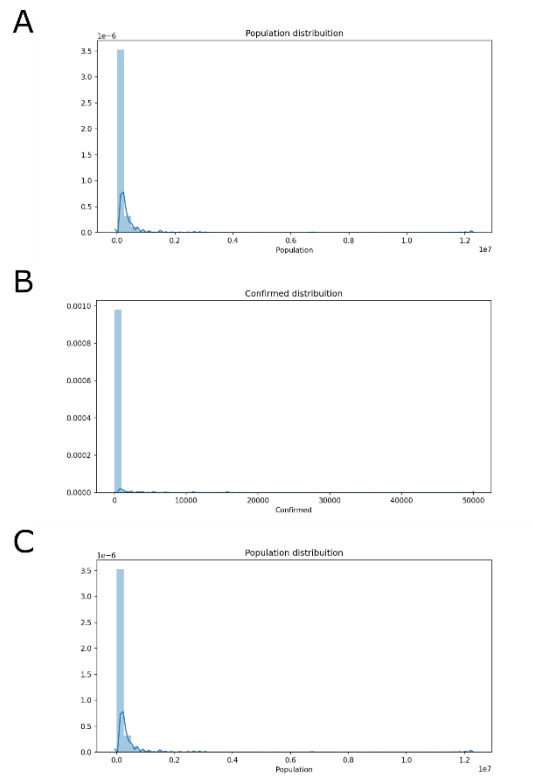 A
Population distribuition
1e−6
3.5
3.0
2.5
2.0
1.5
1.0
0.5
0.0
0.0 0.2 0.4 0.6 0.8 1.0 1.2
1e7
Population
B
Confirmed distribuition
0.0010
0.0008
0.0006
0.0004
0.0002
0.0000
0 10000 20000 30000 40000 50000
Confirmed
C
Population distribuition
1e−6
3.5
3.0
2.5
2.0
1.5
1.0
0.5
0.0
0.0 0.2 0.4 0.6 0.8 1.0 1.2
1e7
Population